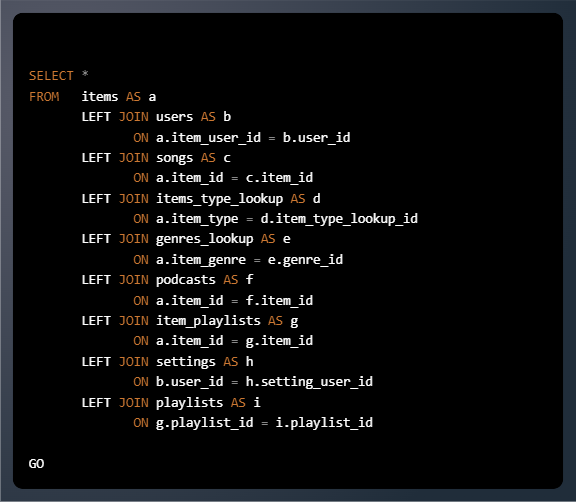 SELECT *
FROM   items AS a
       LEFT JOIN users AS b
              ON a.item_user_id = b.user_id
       LEFT JOIN songs AS c
              ON a.item_id = c.item_id
       LEFT JOIN items_type_lookup AS d
              ON a.item_type = d.item_type_lookup_id
       LEFT JOIN genres_lookup AS e
              ON a.item_genre = e.genre_id
       LEFT JOIN podcasts AS f
              ON a.item_id = f.item_id
       LEFT JOIN item_playlists AS g
              ON a.item_id = g.item_id
       LEFT JOIN settings AS h
              ON b.user_id = h.setting_user_id
       LEFT JOIN playlists AS i
              ON g.playlist_id = i.playlist_id
GO